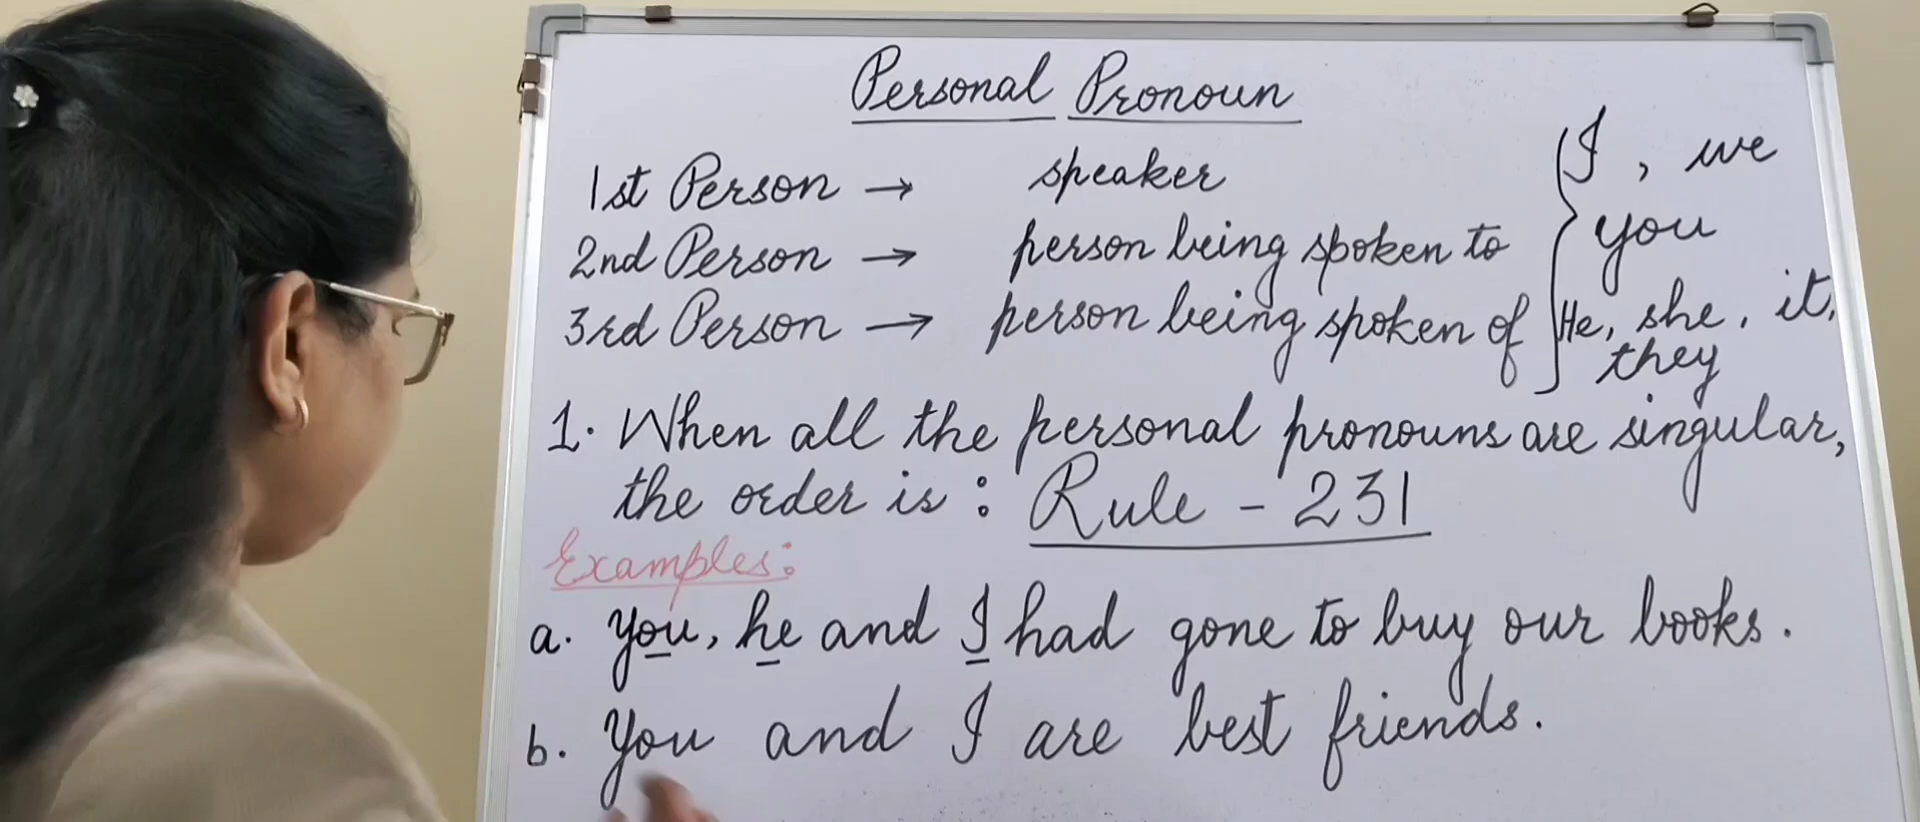 Personal Pronoun
1st Person → speaker { I, we
2nd Person → person being spoken to you
3rd Person → person being spoken of He, she, it,
they
1. When all the personal pronouns are singular,
the order is : Rule - 231
Examples:
a. You, he and I had gone to buy our books.
b. You and I are best friends.